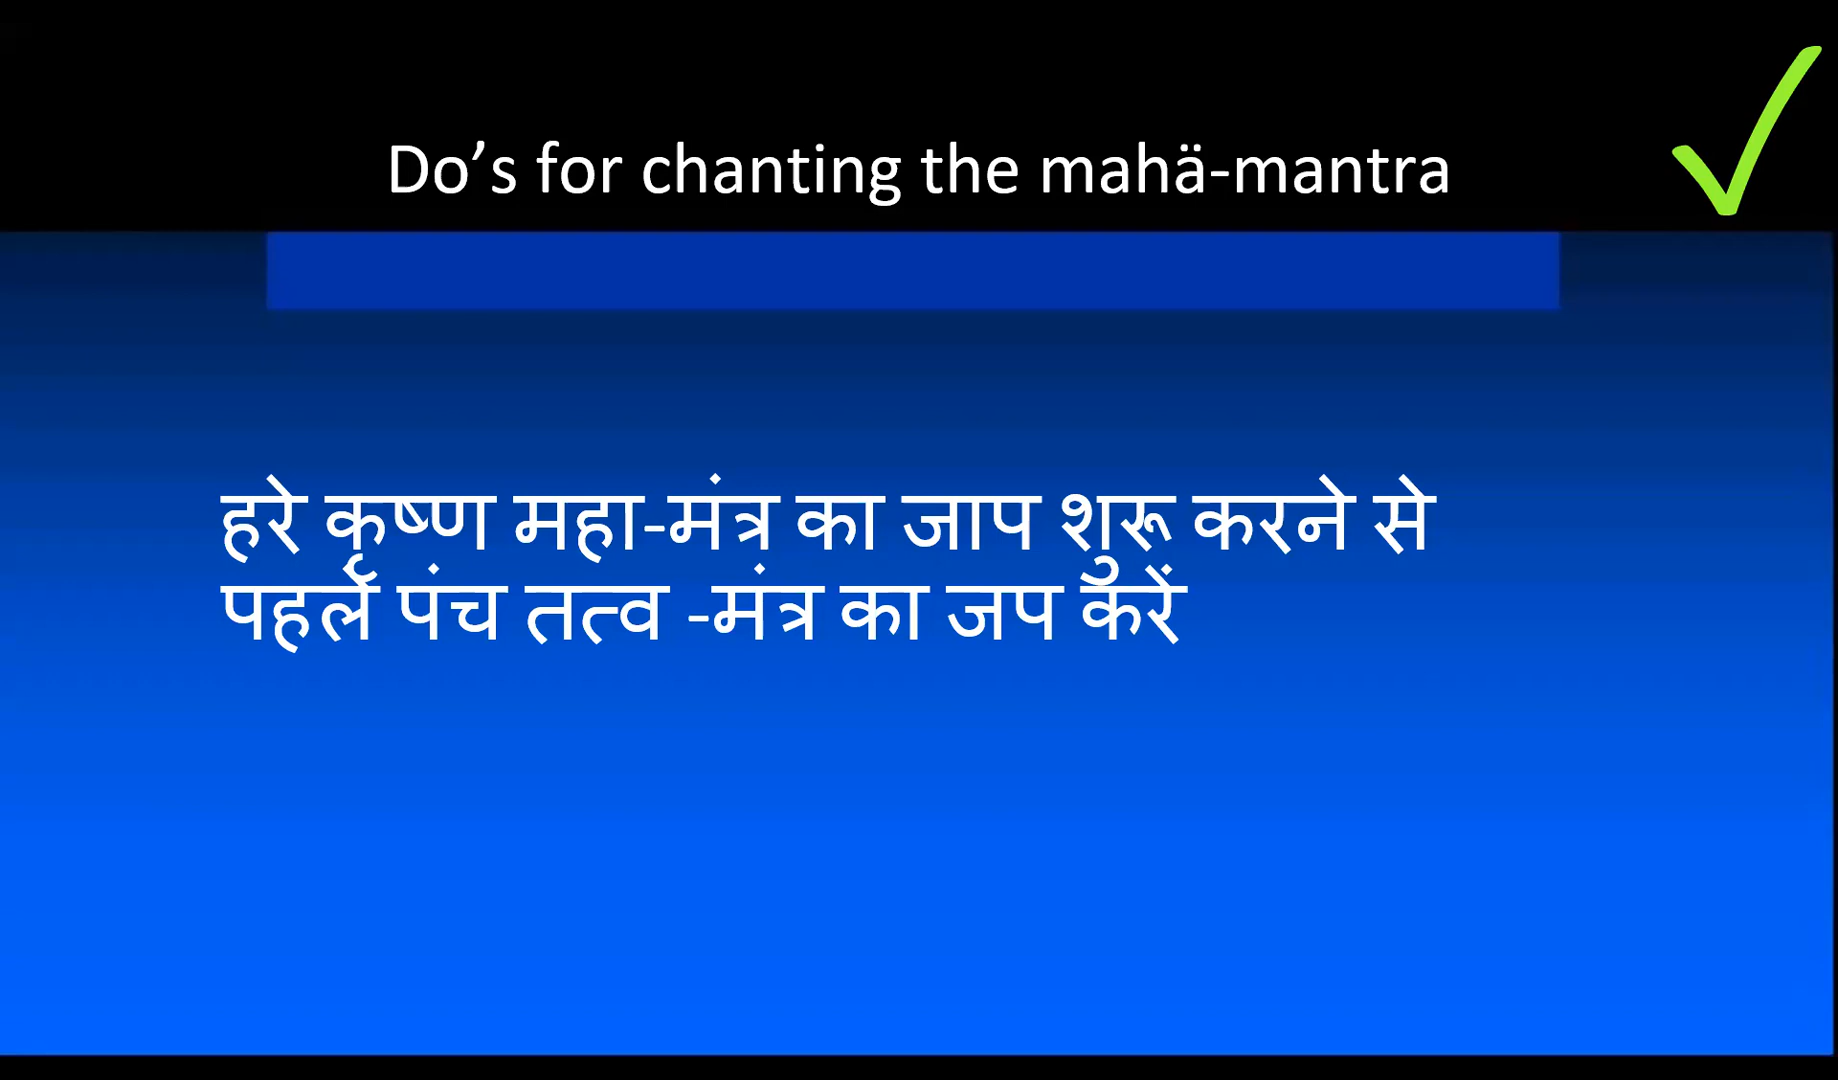 Do’s for chanting the mahä-mantra
हरे कृष्ण महा-मंत्र का जाप शुरू करने से
पहले पंच तत्व -मंत्र का जप करें